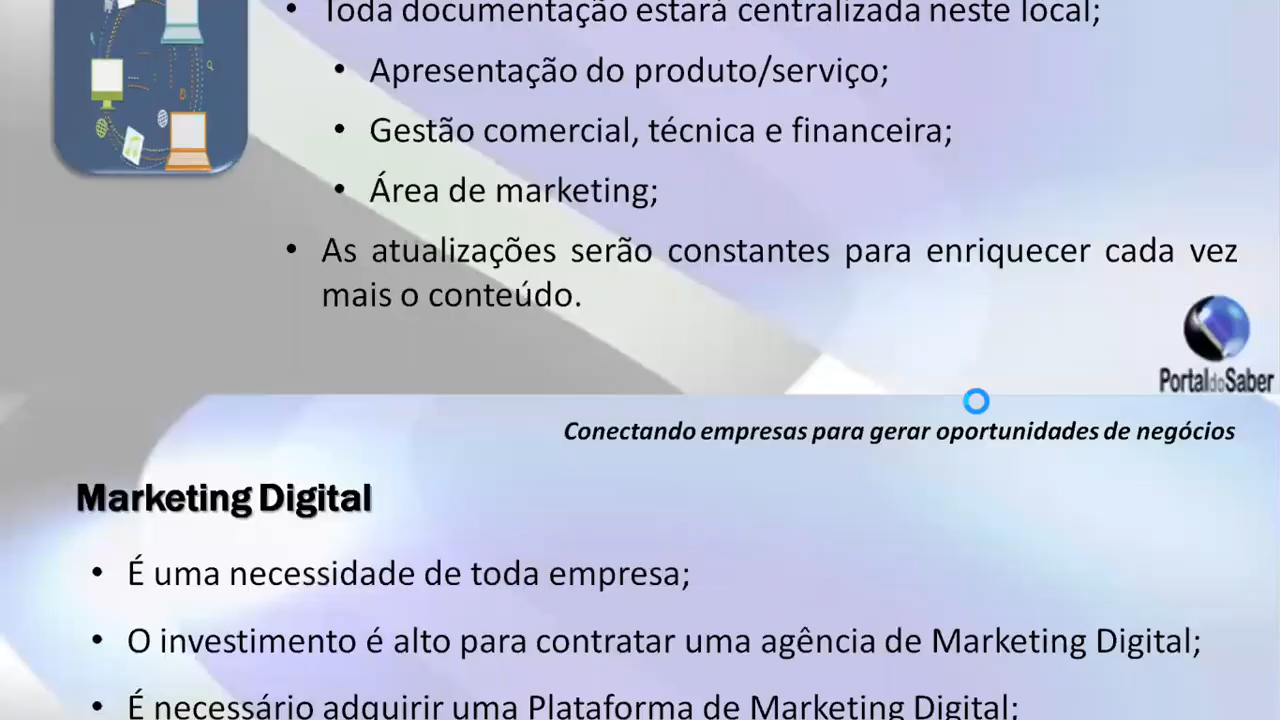 Toda documentação estará centralizada neste local;
• Apresentação do produto/serviço;
• Gestão comercial, técnica e financeira;
• Área de marketing;
• As atualizações serão constantes para enriquecer cada vez
mais o conteúdo.
PortaldoSaber
Conectando empresas para gerar oportunidades de negócios
Marketing Digital
• É uma necessidade de toda empresa;
• O investimento é alto para contratar uma agência de Marketing Digital;
• É necessário adquirir uma Plataforma de Marketing Digital;